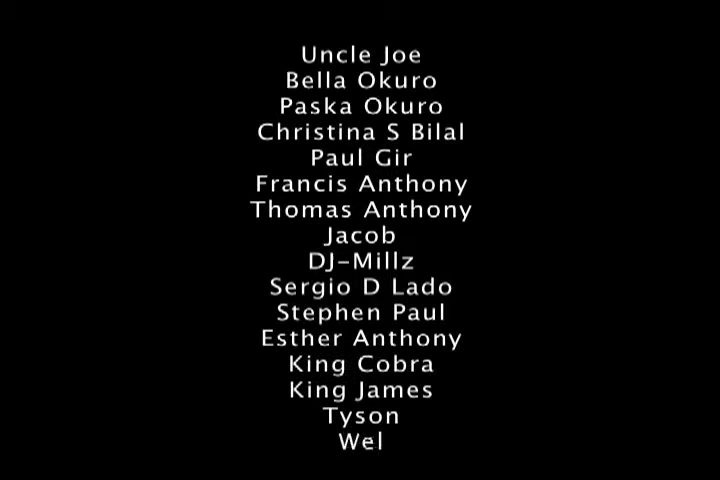 Uncle Joe
Bella Okuro
Paska Okuro
Christina S Bilal
Paul Gir
Francis Anthony
Thomas Anthony
Jacob
DJ-Millz
Sergio D Lado
Stephen Paul
Esther Anthony
King Cobra
King James
Tyson
Wel